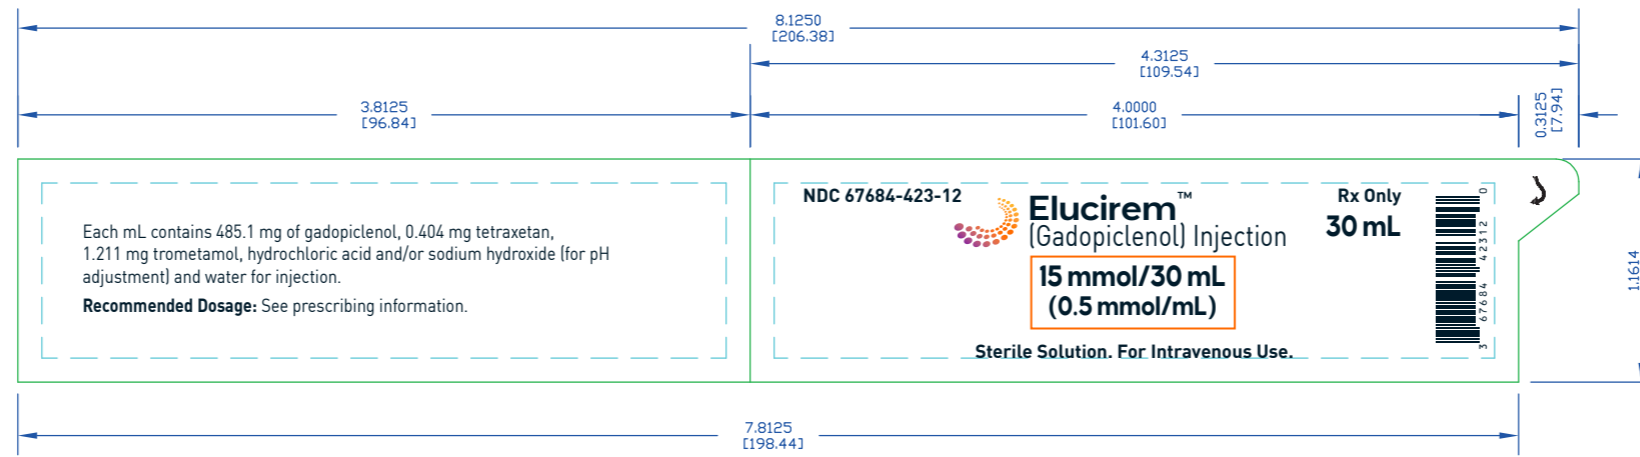 8.1250
[206.38]
4.3125
[109.54]
3.8125
[96.84]
4.0000
[101.60]
0.3125
[7.94]
Each mL contains 485.1 mg of gadopiclenol, 0.404 mg tetraxetan,
1.211 mg trometamol, hydrochloric acid and/or sodium hydroxide (for pH
adjustment) and water for injection.
Recommended Dosage: See prescribing information.
NDC 67684-423-12
Elucirem™
(Gadopiclenol) Injection
15 mmol/30 mL
(0.5 mmol/mL)
Sterile Solution. For Intravenous Use.
Rx Only
30 mL
3 67684 42312 0
1.1614
7.8125
[198.44]